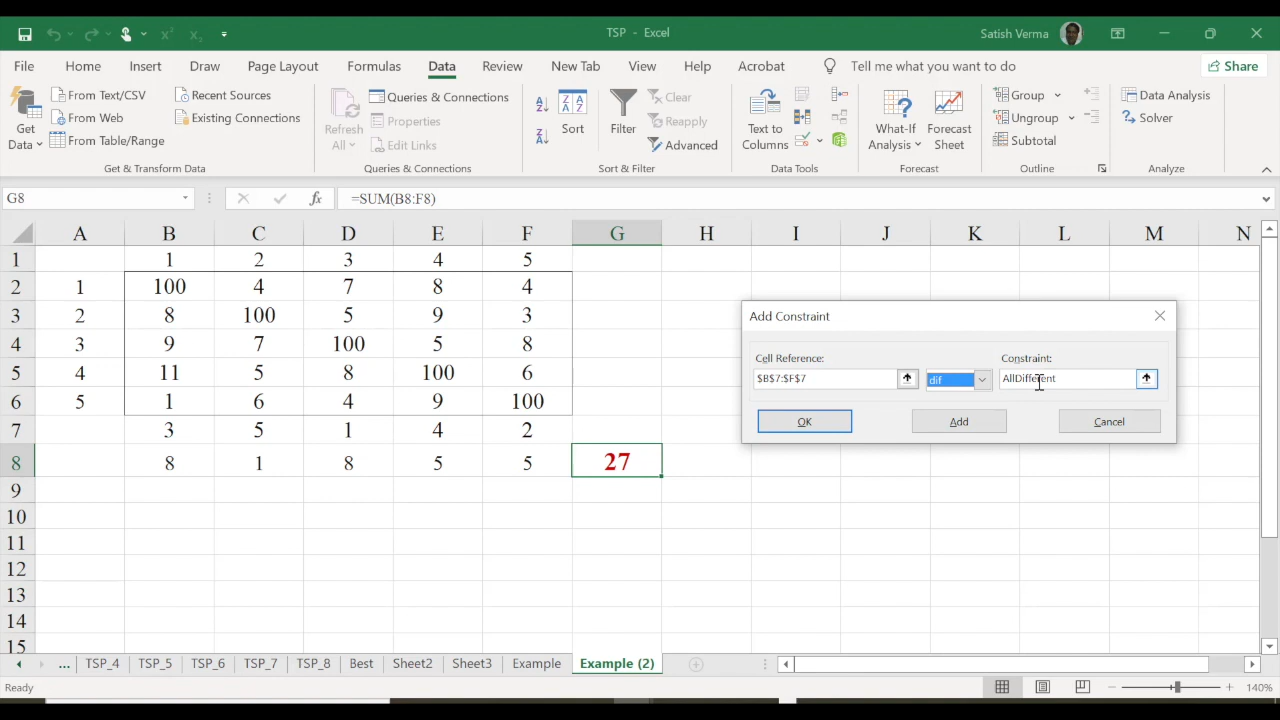 TSP - Excel
Satish Verma
File Home Insert Draw Page Layout Formulas Data Review New Tab View Help Acrobat Tell me what you want to do Share
Get Data
From Text/CSV
From Web
From Table/Range
Recent Sources
Existing Connections
Get & Transform Data
Refresh All
Queries & Connections
Properties
Edit Links
Queries & Connections
Sort
Filter
Clear
Reapply
Advanced
Sort & Filter
Text to Columns
Data Tools
What-If Analysis
Forecast Sheet
Forecast
Group
Ungroup
Subtotal
Outline
Data Analysis
Solver
Analyze
G8 fx =SUM(B8:F8)
A B C D E F G H I J K L M N
1 1 2 3 4 5
2 1 100 4 7 8 4
3 2 8 100 5 9 3
4 3 9 7 100 5 8
5 4 11 5 8 100 6
6 5 1 6 4 9 100
7 3 5 1 4 2
8 8 1 8 5 5 27
9
10
11
12
13
14
15
Add Constraint
Cell Reference: Constraint:
$B$7:$F$7 dif AllDifferent
OK Add Cancel
... TSP_4 TSP_5 TSP_6 TSP_7 TSP_8 Best Sheet2 Sheet3 Example Example (2)
Ready 140%